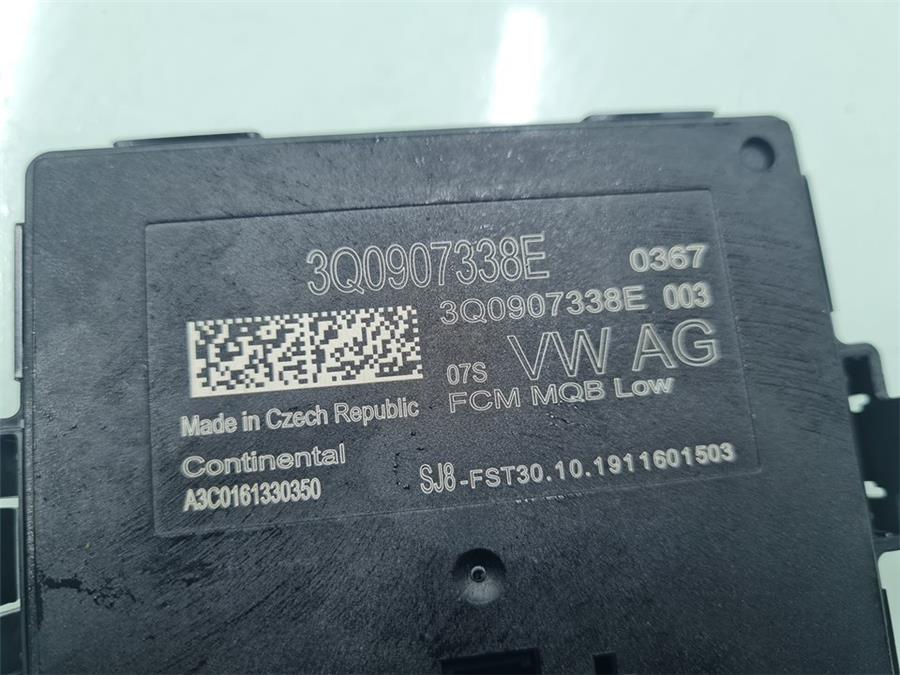 3Q0907338E 0367
3Q0907338E 003
07S VW AG
FCM MQB Low
Made in Czech Republic
Continental
A3C0161330350
SJ8-FST30.10.1911601503